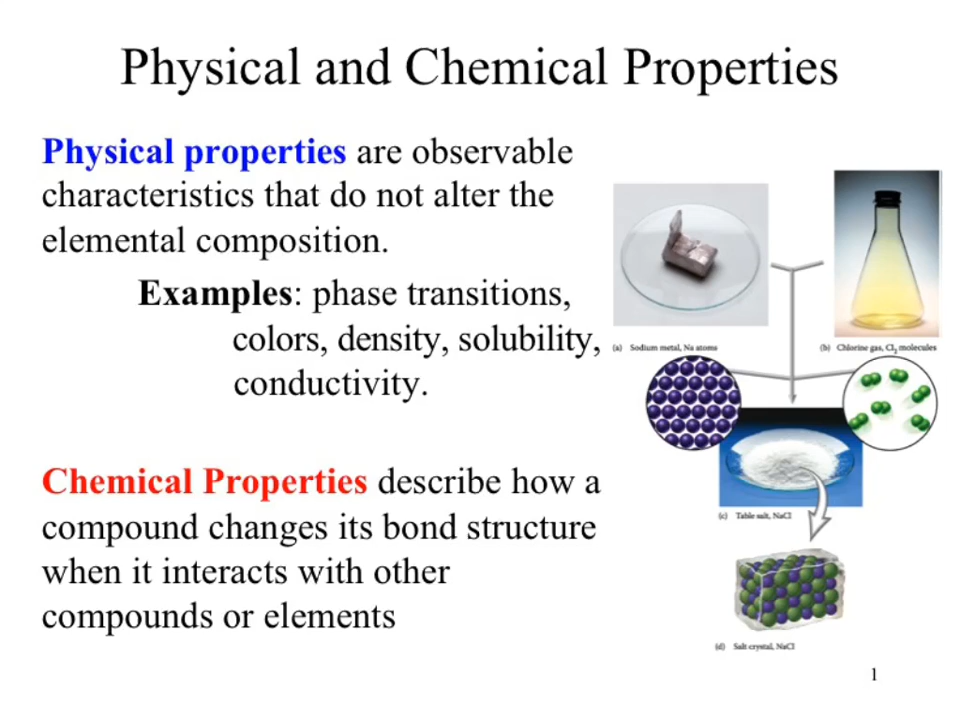 Physical and Chemical Properties
Physical properties are observable
characteristics that do not alter the
elemental composition.
Examples: phase transitions,
colors, density, solubility,
conductivity.
Chemical Properties describe how a
compound changes its bond structure
when it interacts with other
compounds or elements
(a) Sodium metal, Na atoms
(b) Chlorine gas, Cl2 molecules
(c) Table salt, NaCl
(d) Salt crystal, NaCl
1